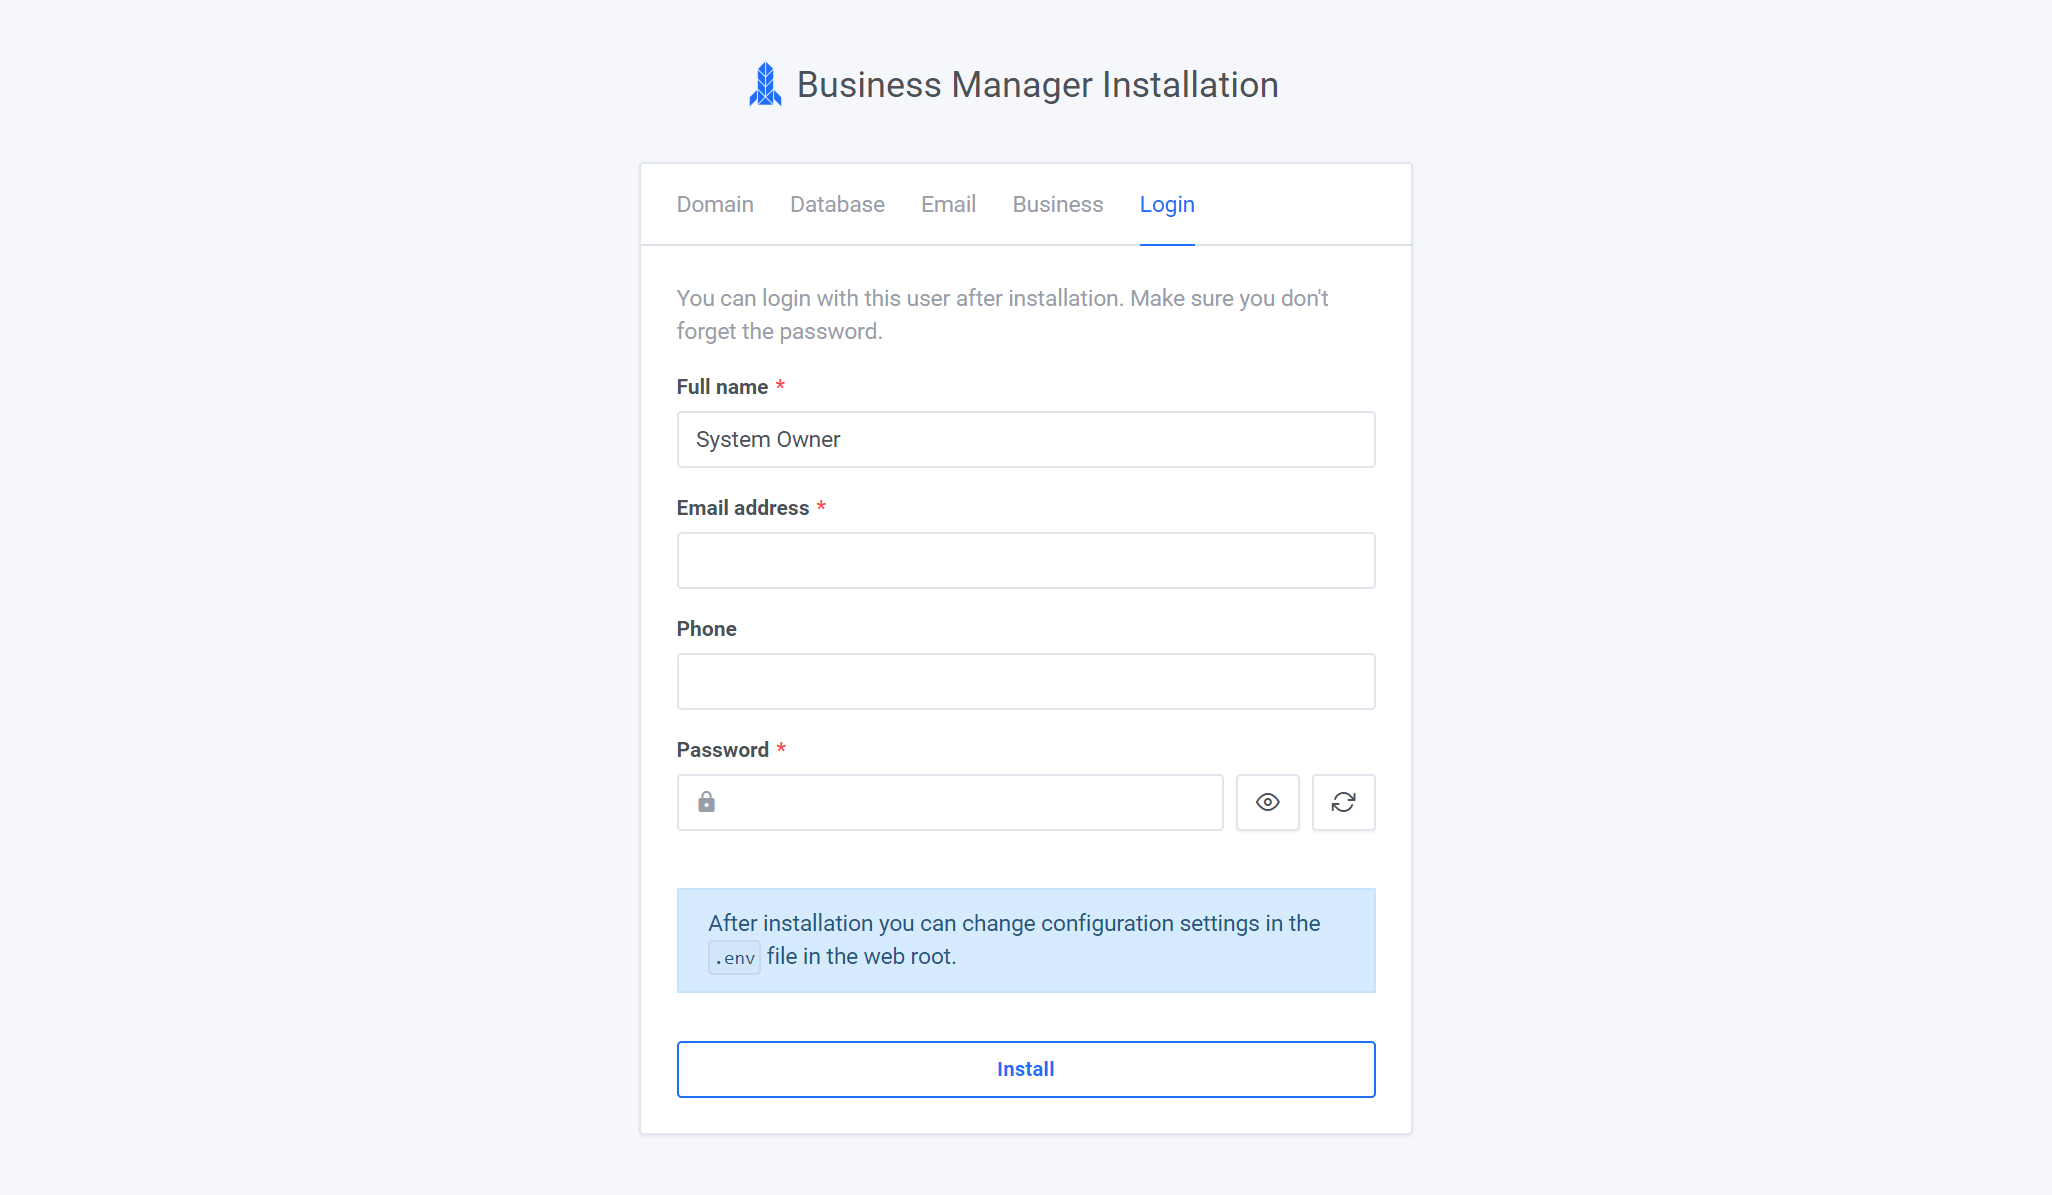 Business Manager Installation
Domain Database Email Business Login
You can login with this user after installation. Make sure you don't
forget the password.
Full name *
System Owner
Email address *
Phone
Password *
After installation you can change configuration settings in the
.env file in the web root.
Install